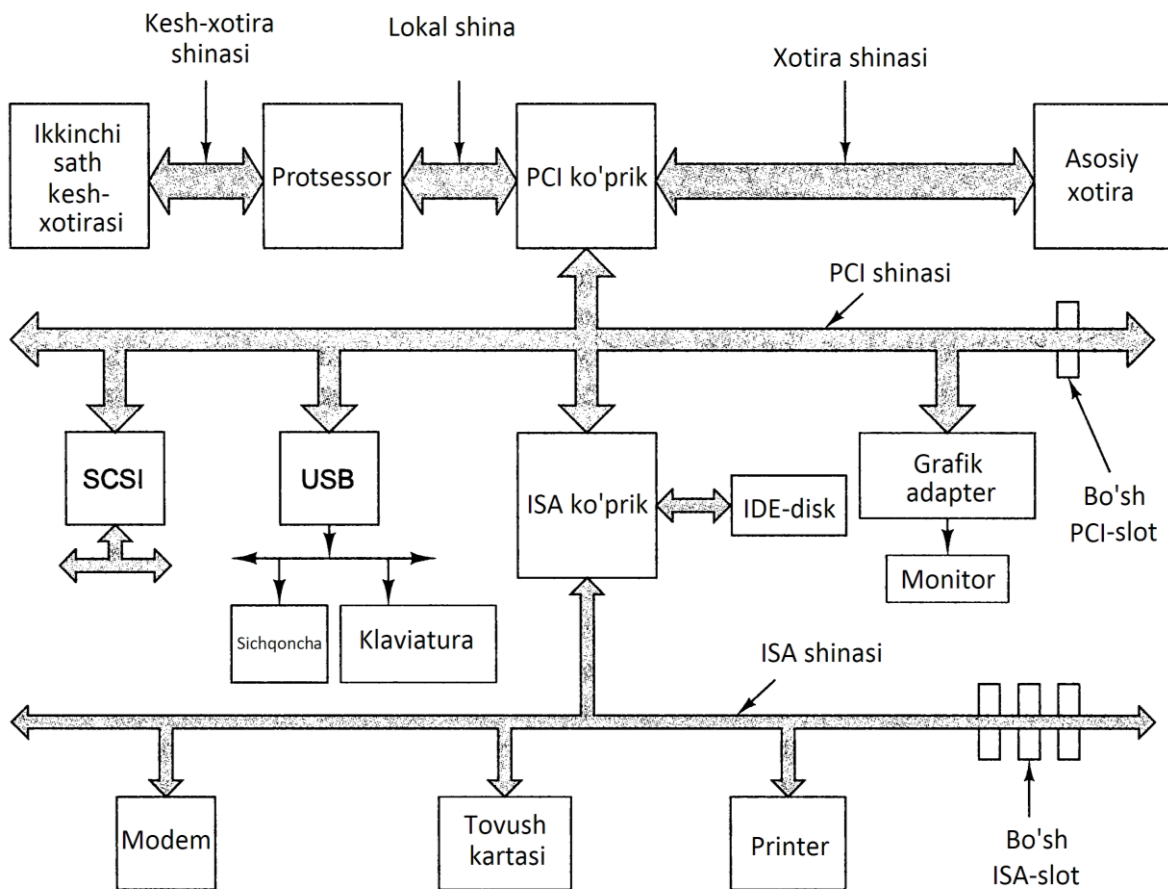 Kesh-xotira
shinasi
Lokal shina
Xotira shinasi
Ikkinchi
sath
kesh-
xotirasi
Protsessor
PCI ko'prik
Asosiy
xotira
PCI shinasi
SCSI
USB
ISA ko'prik
IDE-disk
Grafik
adapter
Bo'sh
PCI-slot
Monitor
Sichqoncha
Klaviatura
ISA shinasi
Modem
Tovush
kartasi
Printer
Bo'sh
ISA-slot